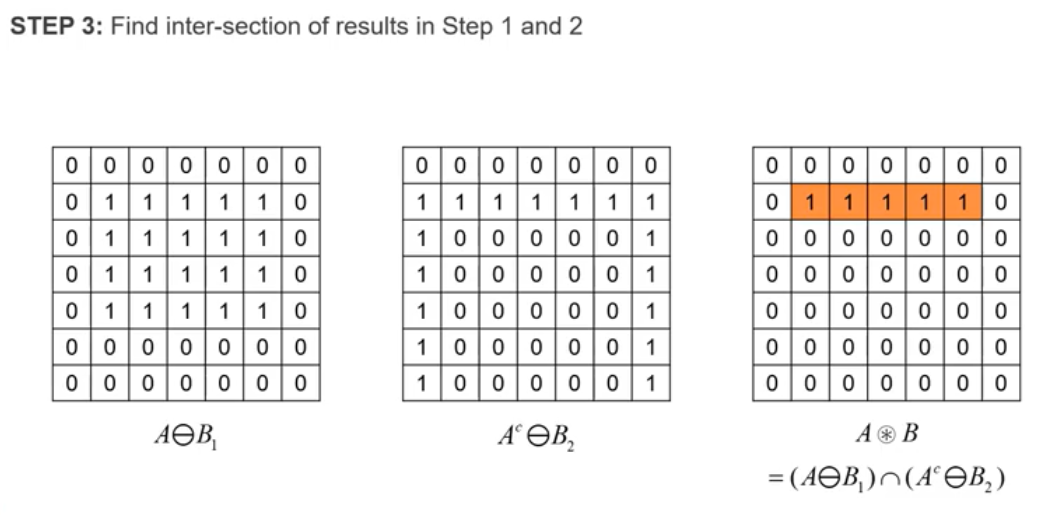 STEP 3: Find inter-section of results in Step 1 and 2
0 0 0 0 0 0 0 0 0 0 0 0 0 0 0 0 0 0 0 0 0
0 1 1 1 1 1 0 1 1 1 1 1 1 1 0 1 1 1 1 1 0
0 1 1 1 1 1 0 1 0 0 0 0 0 1 0 0 0 0 0 0 0
0 1 1 1 1 1 0 1 0 0 0 0 0 1 0 0 0 0 0 0 0
0 1 1 1 1 1 0 1 0 0 0 0 0 1 0 0 0 0 0 0 0
0 0 0 0 0 0 0 1 0 0 0 0 0 1 0 0 0 0 0 0 0
0 0 0 0 0 0 0 1 0 0 0 0 0 1 0 0 0 0 0 0 0
A⊖B₁ Aᶜ⊖B₂ A ⊛ B
= (A⊖B₁)∩(Aᶜ⊖B₂)